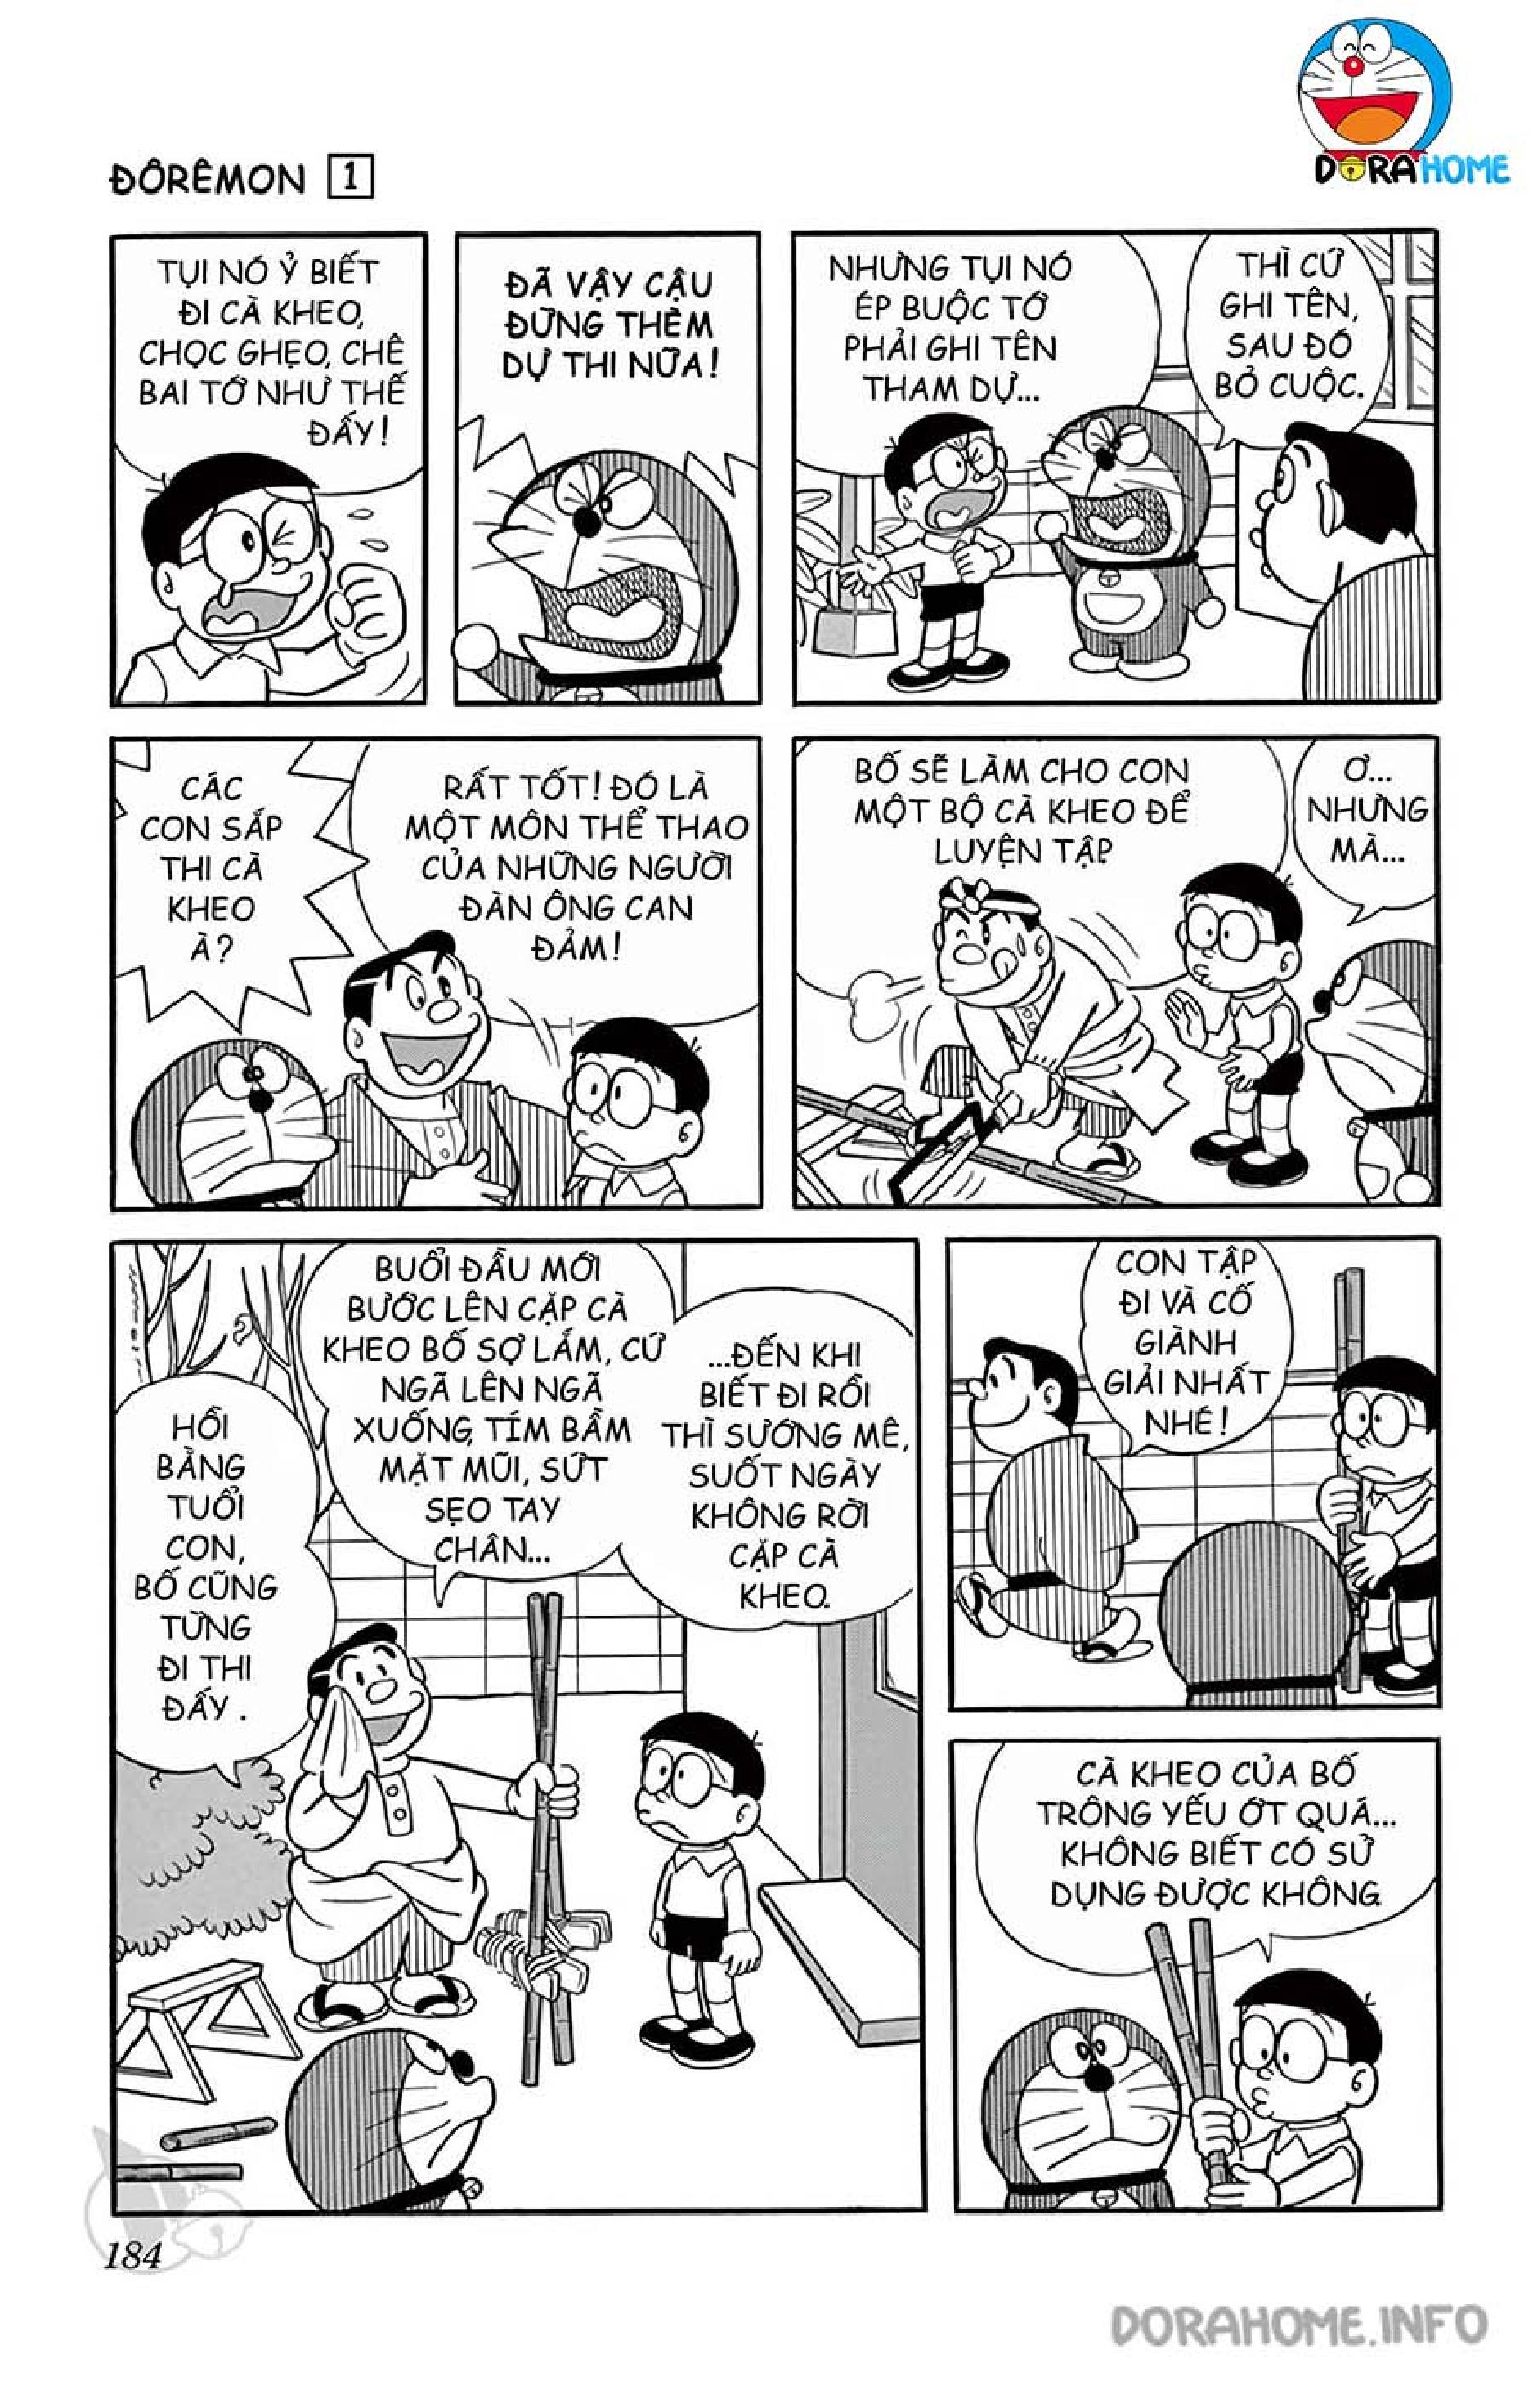 DORAHOME
ĐÔRÊMON 1
TỤI NÓ Ỷ BIẾT
ĐI CÀ KHEO,
CHỌC GHẸO, CHÊ
BAI TỚ NHƯ THẾ
ĐẤY!
ĐÃ VẬY CẬU
ĐỪNG THÈM
DỰ THI NỮA!
NHƯNG TỤI NÓ
ÉP BUỘC TỚ
PHẢI GHI TÊN
THAM DỰ...
THÌ CỨ
GHI TÊN,
SAU ĐÓ
BỎ CUỘC.
CÁC
CON SẮP
THI CÀ
KHEO
À?
RẤT TỐT! ĐÓ LÀ
MỘT MÔN THỂ THAO
CỦA NHỮNG NGƯỜI
ĐÀN ÔNG CAN
ĐẢM!
BỐ SẼ LÀM CHO CON
MỘT BỘ CÀ KHEO ĐỂ
LUYỆN TẬP.
Ơ...
NHƯNG
MÀ...
HỒI
BẰNG
TUỔI
CON,
BỐ CŨNG
TỪNG
ĐI THI
ĐẤY.
BUỔI ĐẦU MỚI
BƯỚC LÊN CẶP CÀ
KHEO BỐ SỢ LẮM, CỨ
NGÃ LÊN NGÃ
XUỐNG, TÍM BẦM
MẶT MŨI, SỨT
SẸO TAY
CHÂN...
...ĐẾN KHI
BIẾT ĐI RỒI
THÌ SƯỚNG MÊ,
SUỐT NGÀY
KHÔNG RỜI
CẶP CÀ
KHEO.
CON TẬP
ĐI VÀ CỐ
GIÀNH
GIẢI NHẤT
NHÉ!
CÀ KHEO CỦA BỐ
TRÔNG YẾU ỚT QUÁ...
KHÔNG BIẾT CÓ SỬ
DỤNG ĐƯỢC KHÔNG.
184
DORAHOME.INFO